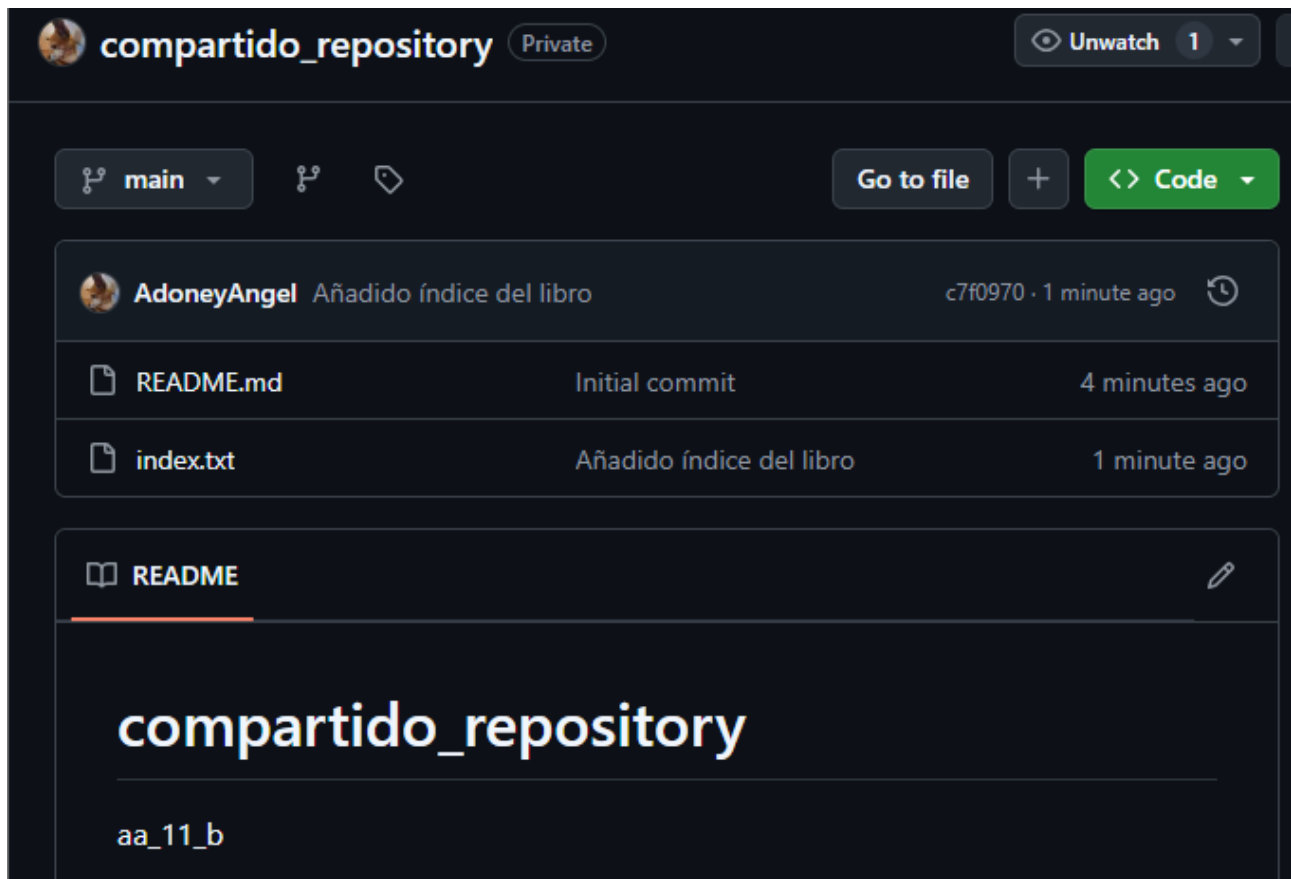 compartido_repository Private Unwatch 1
main Go to file + <> Code
AdoneyAngel Añadido índice del libro c7f0970 · 1 minute ago
README.md Initial commit 4 minutes ago
index.txt Añadido índice del libro 1 minute ago
README
compartido_repository
aa_11_b